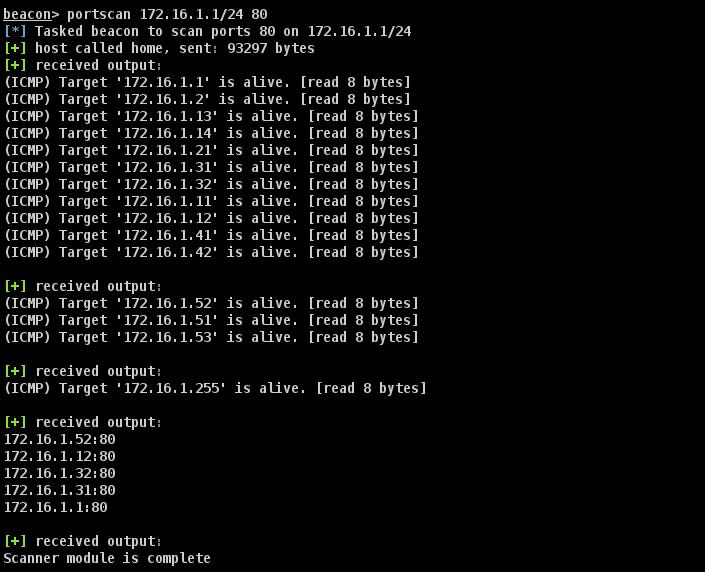 beacon> portscan 172.16.1.1/24 80
[*] Tasked beacon to scan ports 80 on 172.16.1.1/24
[+] host called home, sent: 93297 bytes
[+] received output:
(ICMP) Target '172.16.1.1' is alive. [read 8 bytes]
(ICMP) Target '172.16.1.2' is alive. [read 8 bytes]
(ICMP) Target '172.16.1.13' is alive. [read 8 bytes]
(ICMP) Target '172.16.1.14' is alive. [read 8 bytes]
(ICMP) Target '172.16.1.21' is alive. [read 8 bytes]
(ICMP) Target '172.16.1.31' is alive. [read 8 bytes]
(ICMP) Target '172.16.1.32' is alive. [read 8 bytes]
(ICMP) Target '172.16.1.11' is alive. [read 8 bytes]
(ICMP) Target '172.16.1.12' is alive. [read 8 bytes]
(ICMP) Target '172.16.1.41' is alive. [read 8 bytes]
(ICMP) Target '172.16.1.42' is alive. [read 8 bytes]
[+] received output:
(ICMP) Target '172.16.1.52' is alive. [read 8 bytes]
(ICMP) Target '172.16.1.51' is alive. [read 8 bytes]
(ICMP) Target '172.16.1.53' is alive. [read 8 bytes]
[+] received output:
(ICMP) Target '172.16.1.255' is alive. [read 8 bytes]
[+] received output:
172.16.1.52:80
172.16.1.12:80
172.16.1.32:80
172.16.1.31:80
172.16.1.1:80
[+] received output:
Scanner module is complete